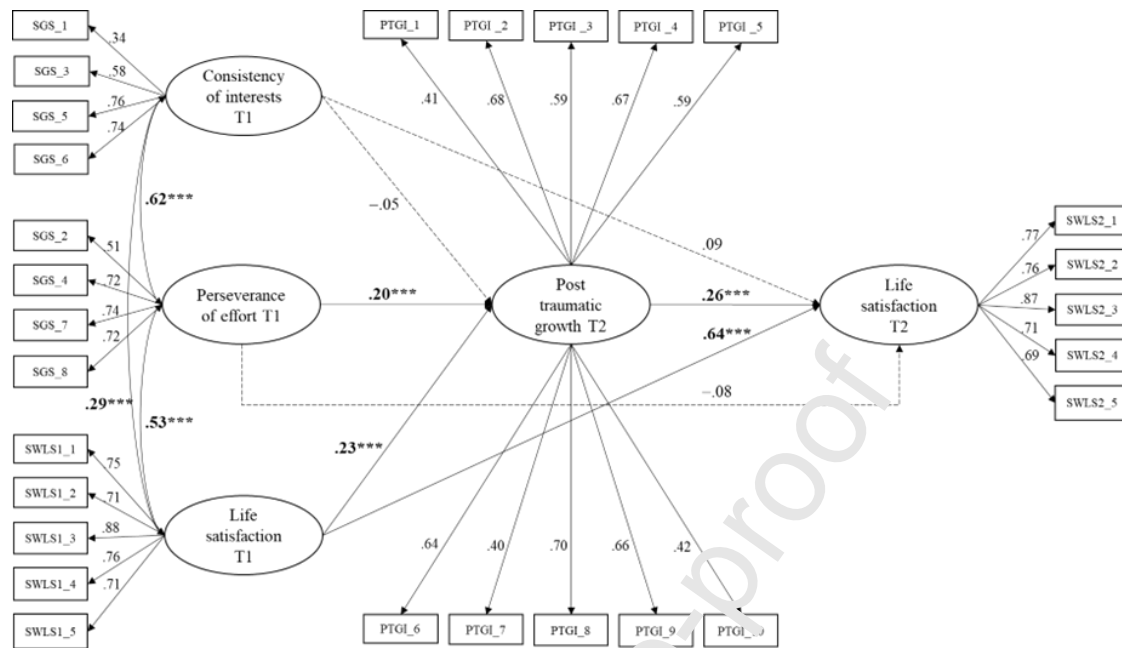 SGS_1
SGS_3
SGS_5
SGS_6
.34
.58
.76
.74
Consistency
of interests
T1
PTGI_1
PTGI _2
PTGI _3
PTGI _4
PTGI _5
.41
.68
.59
.67
.59
.62***
−.05
.09
SGS_2
SGS_4
SGS_7
SGS_8
.51
.72
.74
.72
Perseverance
of effort T1
.20***
Post
traumatic
growth T2
.26***
.64***
Life
satisfaction
T2
.77
.76
.87
.71
.69
SWLS2_1
SWLS2_2
SWLS2_3
SWLS2_4
SWLS2_5
−.08
.29***
.53***
.23***
SWLS1_1
SWLS1_2
SWLS1_3
SWLS1_4
SWLS1_5
.75
.71
.88
.76
.71
Life
satisfaction
T1
.64
.40
.70
.66
.42
PTGI_6
PTGI_7
PTGI_8
PTGI_9
-proof